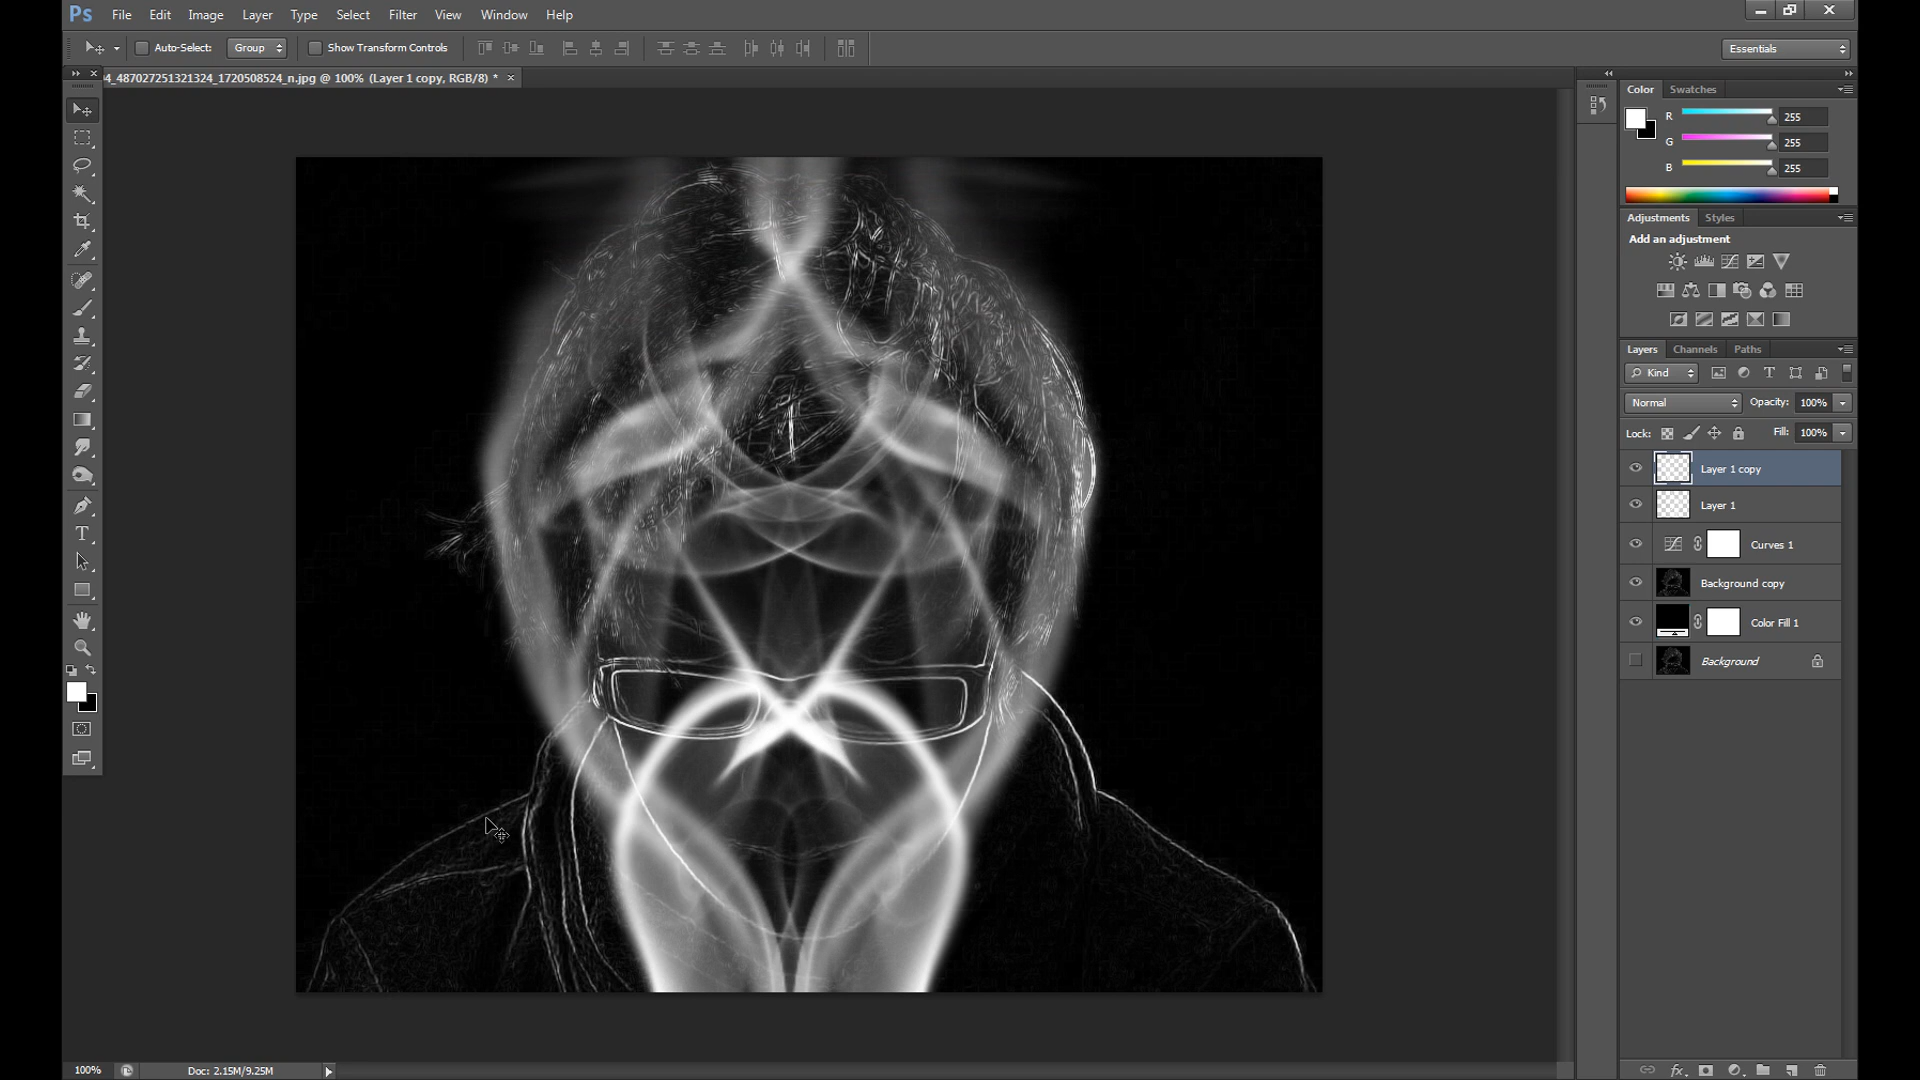 Ps File Edit Image Layer Type Select Filter View Window Help
Auto-Select: Group Show Transform Controls Essentials
4_487027251321324_1720508524_n.jpg @ 100% (Layer 1 copy, RGB/8) *
Color Swatches
R 255
G 255
B 255
Adjustments Styles
Add an adjustment
Layers Channels Paths
Kind
Normal Opacity: 100%
Lock: Fill: 100%
Layer 1 copy
Layer 1
Curves 1
Background copy
Color Fill 1
Background
100% Doc: 2.15M/9.25M